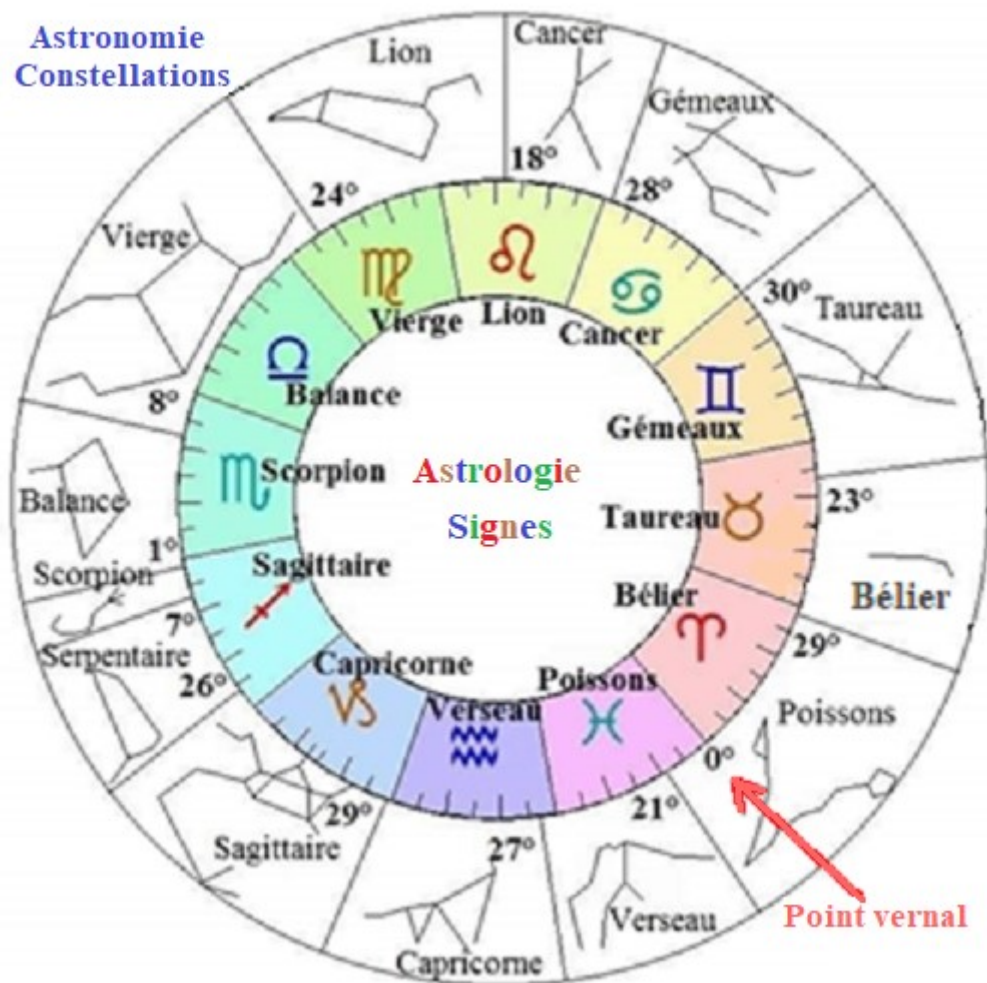 Astronomie
Constellations
Lion
Cancer
Gémeaux
18°
24°
28°
Vierge
30°
Taureau
Vierge
Lion
Cancer
Balance
Gémeaux
8°
Scorpion
Astrologie
Signes
Balance
Taureau
23°
1°
Sagittaire
Scorpion
Bélier
Bélier
7°
29°
Serpentaire
Capricorne
Poissons
26°
Verseau
Poissons
0°
29°
21°
Sagittaire
27°
Verseau
Point vernal
Capricorne